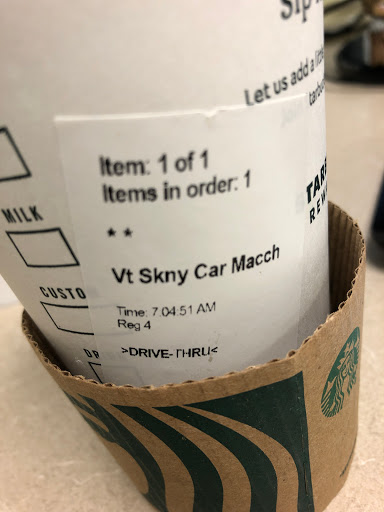 Sip
Let us add a
Item: 1 of 1
Items in order: 1
* *
Vt Skny Car Macch
Time: 7:04:51 AM
Reg 4
>DRIVE-THRU<
MILK